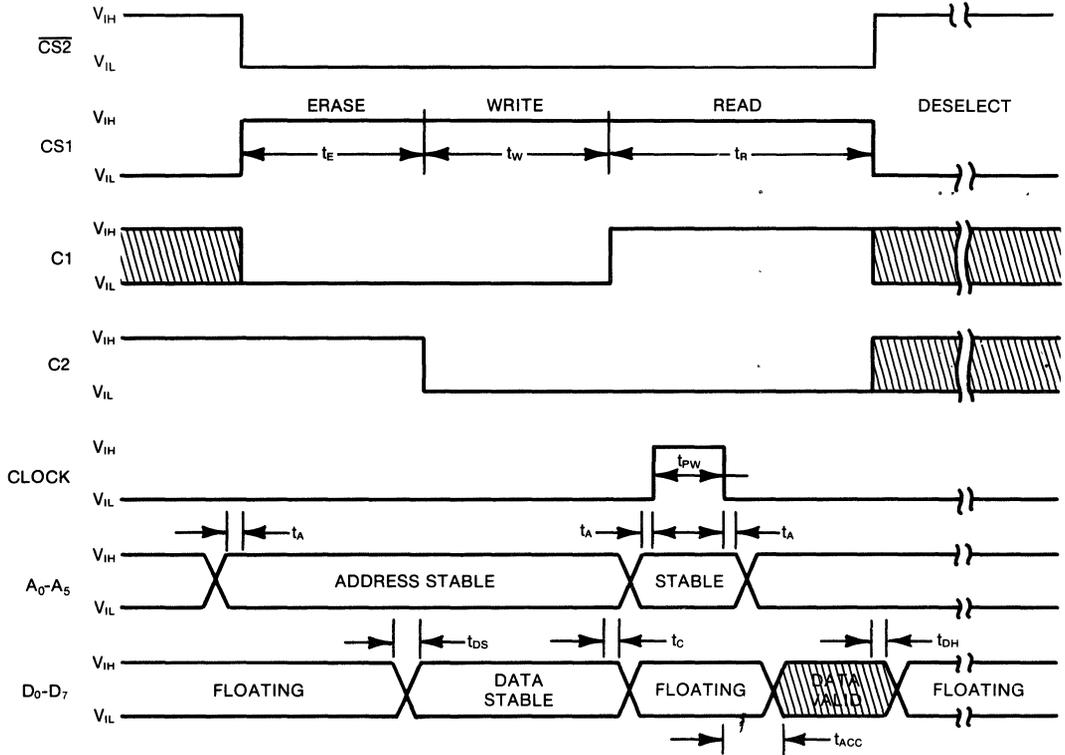 V_IH
CS2
V_IL
ERASE WRITE READ DESELECT
V_IH
CS1
t_E t_W t_R
V_IL
V_IH
C1
V_IL
V_IH
C2
V_IL
V_IH
t_PW
CLOCK
V_IL
t_A t_A t_A
V_IH
A0-A5 ADDRESS STABLE STABLE
V_IL
t_DS t_C t_DH
V_IH
D0-D7 FLOATING DATA STABLE FLOATING DATA VALID FLOATING
V_IL
t_ACC